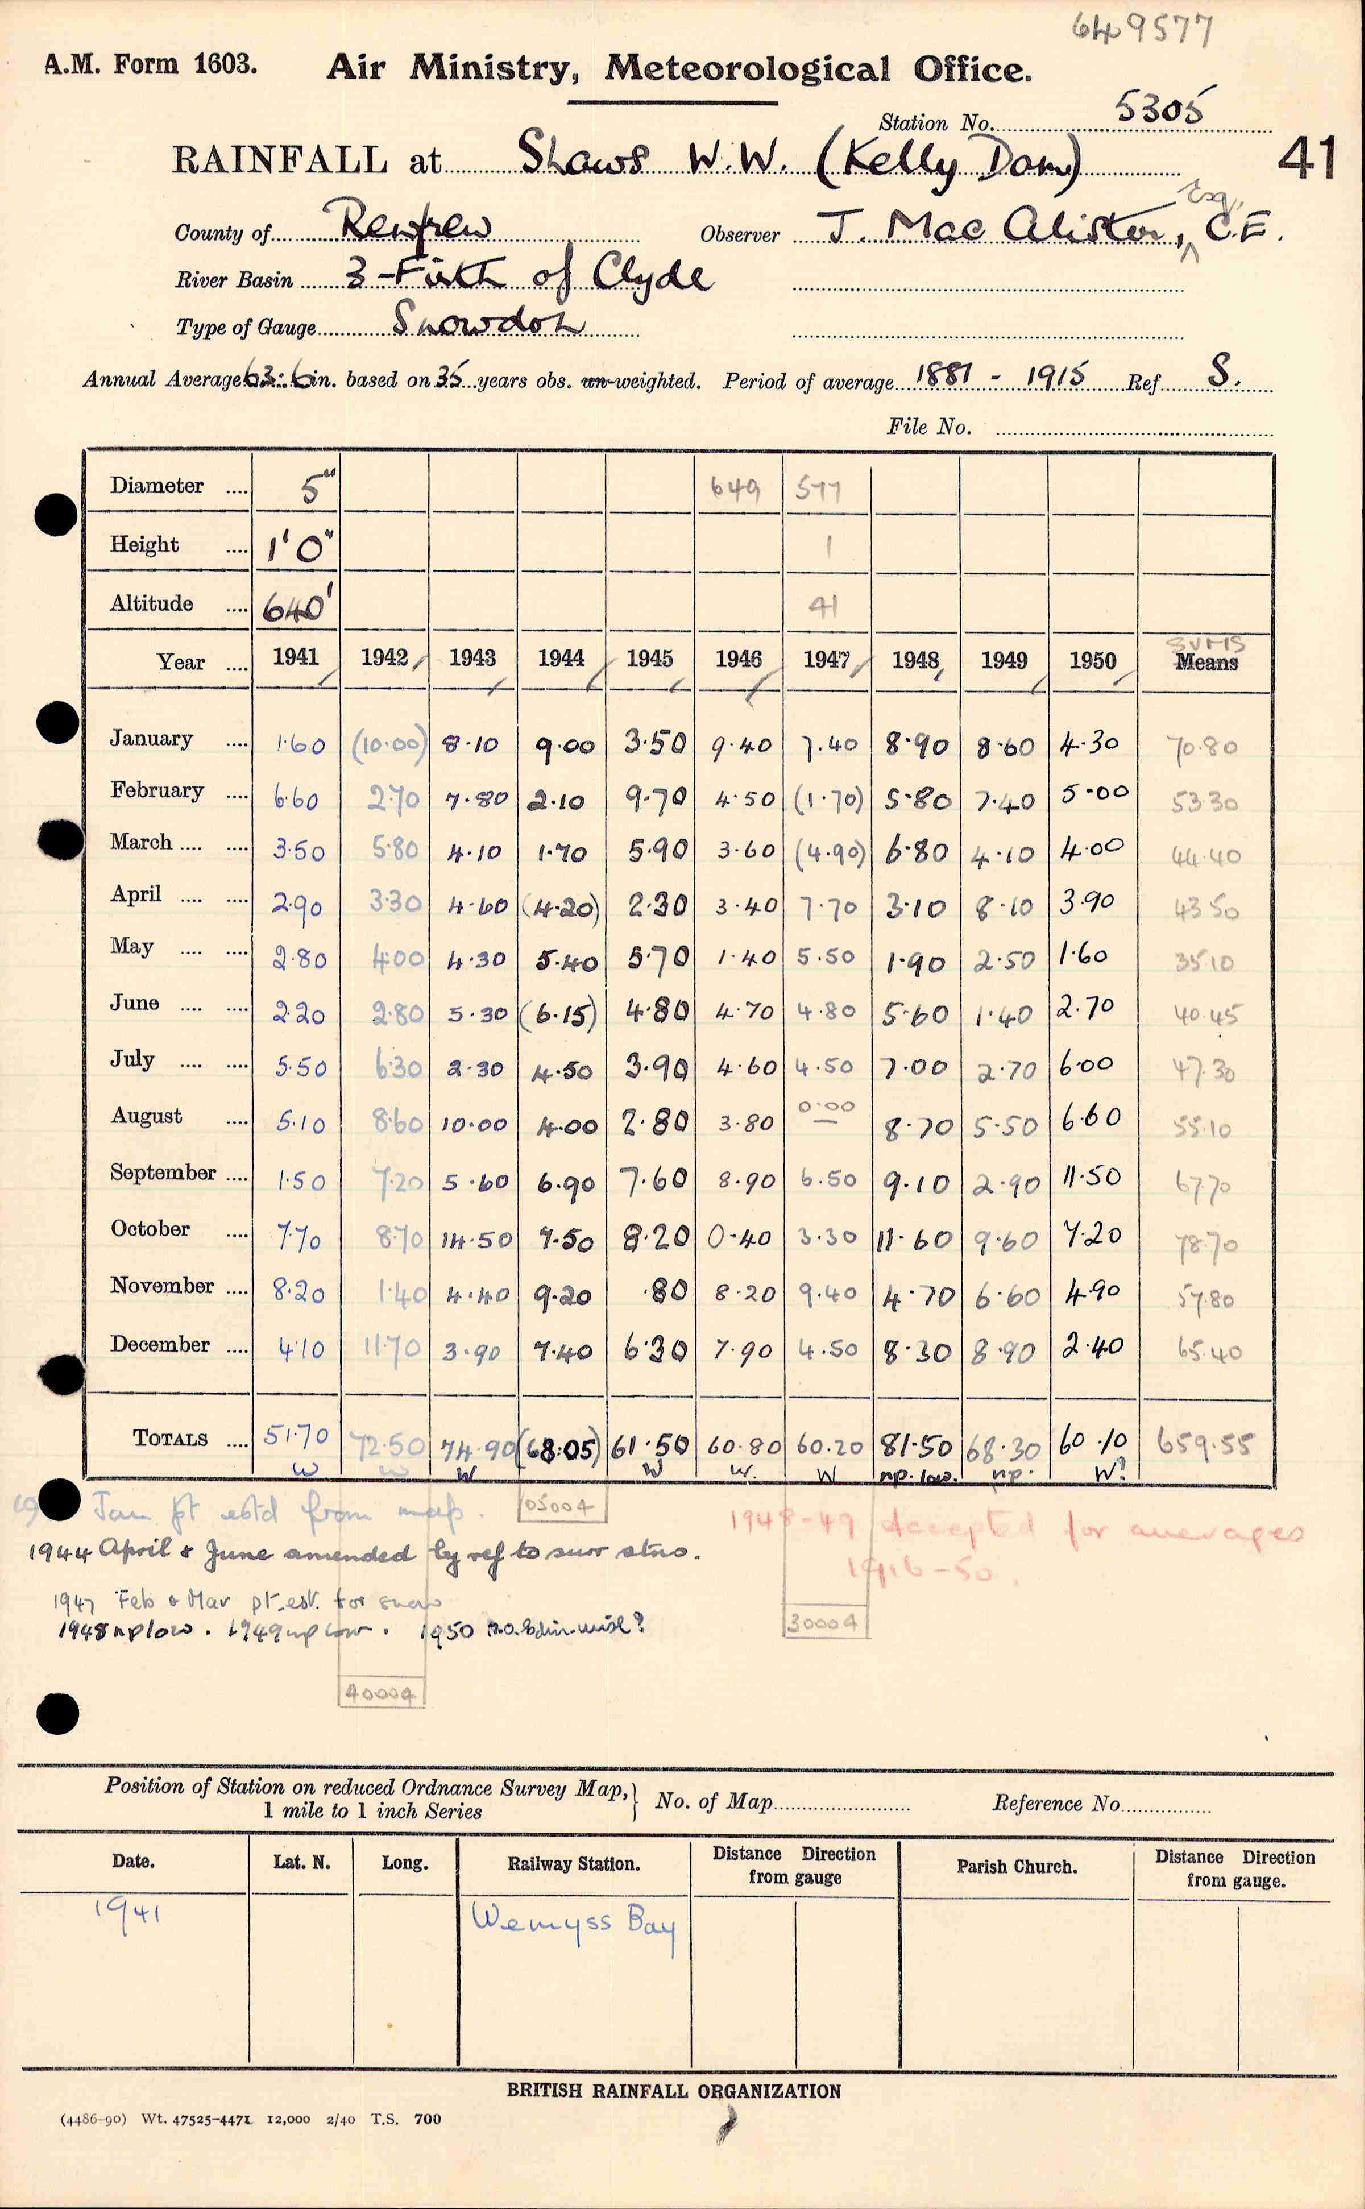 649577
A.M. Form 1603. Air Ministry, Meteorological Office.
Station No. 5305
RAINFALL at Shaws W.W. (Kelly Dam) 41
County of Renfrew Observer J. Mac Alister, Esq. C.E.
River Basin 3-Firth of Clyde
Type of Gauge Snowdon
Annual Average 63.6 in. based on 35 years obs. un-weighted. Period of average 1881 - 1915 Ref S.
File No.
Diameter .... 5" 649 577
Height .... 1'0" 1
Altitude .... 640' 41
SUMS
Year .... 1941 1942 1943 1944 1945 1946 1947 1948 1949 1950 Means
January .... 1.60 (10.00) 8.10 9.00 3.50 9.40 7.40 8.90 8.60 4.30 70.80
February .... 6.60 2.70 7.80 2.10 9.70 4.50 (1.70) 5.80 7.40 5.00 53.30
March .... .... 3.50 5.80 4.10 1.70 5.90 3.60 (4.90) 6.80 4.10 4.00 44.40
April .... .... 2.90 3.30 4.60 (4.20) 2.30 3.40 7.70 3.10 8.10 3.90 43.50
May .... .... 2.80 4.00 4.30 5.40 5.70 1.40 5.50 1.90 2.50 1.60 35.10
June .... .... 2.20 2.80 5.30 (6.15) 4.80 4.70 4.80 5.60 1.40 2.70 40.45
July .... .... 5.50 6.30 2.30 4.50 3.90 4.60 4.50 7.00 2.70 6.00 47.30
August .... 5.10 8.60 10.00 4.00 2.80 3.80 0.00 — 8.70 5.50 6.60 55.10
September .... 1.50 7.20 5.60 6.90 7.60 8.90 6.50 9.10 2.90 11.50 67.70
October .... 7.70 8.70 14.50 7.50 8.20 0.40 3.30 11.60 9.60 7.20 78.70
November .... 8.20 1.40 4.40 9.20 .80 8.20 9.40 4.70 6.60 4.90 57.80
December .... 4.10 11.70 3.90 7.40 6.30 7.90 4.50 8.30 8.90 2.40 65.40
TOTALS .... 51.70 72.50 74.90 (68.05) 61.50 60.80 60.20 81.50 68.30 60.10 659.55
W W W W W. W np. low. np. W?
Jan pt estd from map. 05004
1948-49 accepted for averages
1916-50.
1944 April & June amended by ref to surr stns.
1947 Feb & Mar pt. est. for snow
30004
1948 np low. 1949 np low. 1950
40004
Position of Station on reduced Ordnance Survey Map, } No. of Map Reference No.
1 mile to 1 inch Series
Date. Lat. N. Long. Railway Station. Distance Direction from gauge Parish Church. Distance Direction from gauge.
1941 Wemyss Bay
BRITISH RAINFALL ORGANIZATION
(4486-90) Wt. 47525-4471 12,000 2/40 T.S. 700